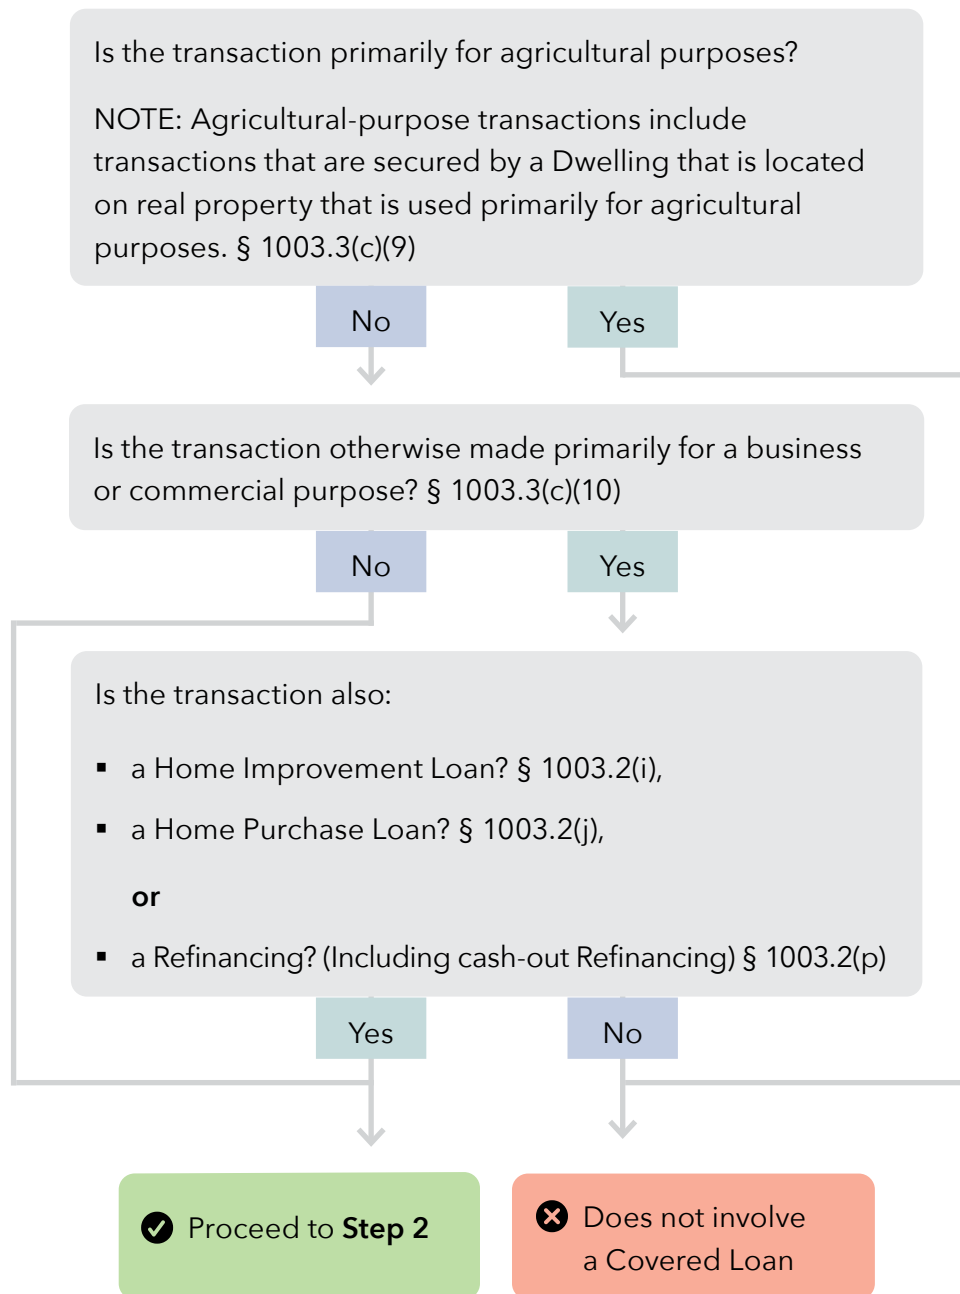 Is the transaction primarily for agricultural purposes?
NOTE: Agricultural-purpose transactions include
transactions that are secured by a Dwelling that is located
on real property that is used primarily for agricultural
purposes. § 1003.3(c)(9)
No
Yes
Is the transaction otherwise made primarily for a business
or commercial purpose? § 1003.3(c)(10)
No
Yes
Is the transaction also:
▪ a Home Improvement Loan? § 1003.2(i),
▪ a Home Purchase Loan? § 1003.2(j),
or
▪ a Refinancing? (Including cash-out Refinancing) § 1003.2(p)
Yes
No
Proceed to Step 2
Does not involve
a Covered Loan